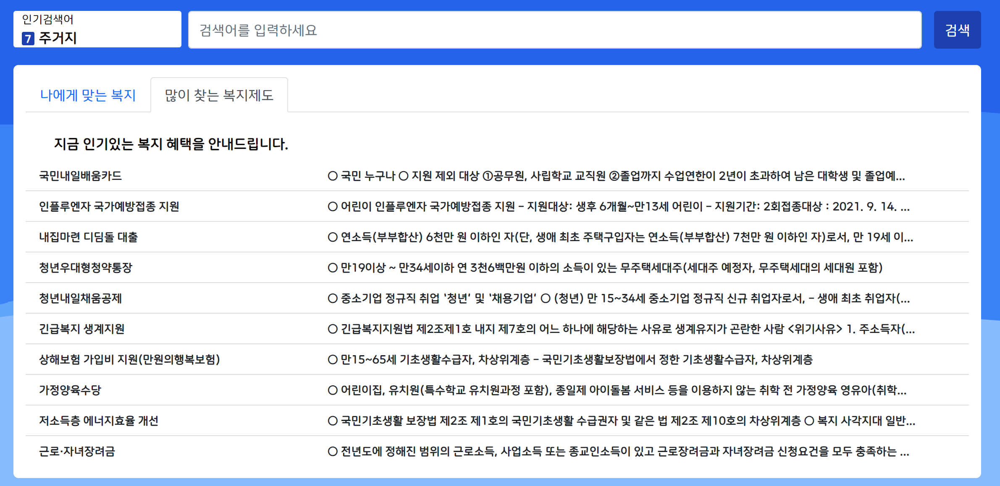 인기검색어
7 주거지
검색어를 입력하세요
검색
나에게 맞는 복지
많이 찾는 복지제도
지금 인기있는 복지 혜택을 안내드립니다.
국민내일배움카드 ○ 국민 누구나 ○ 지원 제외 대상 ①공무원, 사립학교 교직원 ②졸업까지 수업연한이 2년이 초과하여 남은 대학생 및 졸업예...
인플루엔자 국가예방접종 지원 ○ 어린이 인플루엔자 국가예방접종 지원 - 지원대상: 생후 6개월~만13세 어린이 - 지원기간: 2회접종대상 : 2021. 9. 14. ...
내집마련 디딤돌 대출 ○ 연소득(부부합산) 6천만 원 이하인 자(단, 생애 최초 주택구입자는 연소득(부부합산) 7천만 원 이하인 자)로서, 만 19세 이...
청년우대형청약통장 ○ 만19이상 ~ 만34세이하 연 3천6백만원 이하의 소득이 있는 무주택세대주(세대주 예정자, 무주택세대의 세대원 포함)
청년내일채움공제 ○ 중소기업 정규직 취업 ‘청년’ 및 ‘채용기업’ ○ (청년) 만 15~34세 중소기업 정규직 신규 취업자로서, - 생애 최초 취업자(...
긴급복지 생계지원 ○ 긴급복지지원법 제2조제1호 내지 제7호의 어느 하나에 해당하는 사유로 생계유지가 곤란한 사람 <위기사유> 1. 주소득자(...
상해보험 가입비 지원(만원의행복보험) ○ 만15~65세 기초생활수급자, 차상위계층 - 국민기초생활보장법에서 정한 기초생활수급자, 차상위계층
가정양육수당 ○ 어린이집, 유치원(특수학교 유치원과정 포함), 종일제 아이돌봄 서비스 등을 이용하지 않는 취학 전 가정양육 영유아(취학...
저소득층 에너지효율 개선 ○ 국민기초생활 보장법 제2조 제1호의 국민기초생활 수급권자 및 같은 법 제2조 제10호의 차상위계층 ○ 복지 사각지대 일반...
근로·자녀장려금 ○ 전년도에 정해진 범위의 근로소득, 사업소득 또는 종교인소득이 있고 근로장려금과 자녀장려금 신청요건을 모두 충족하는 ...